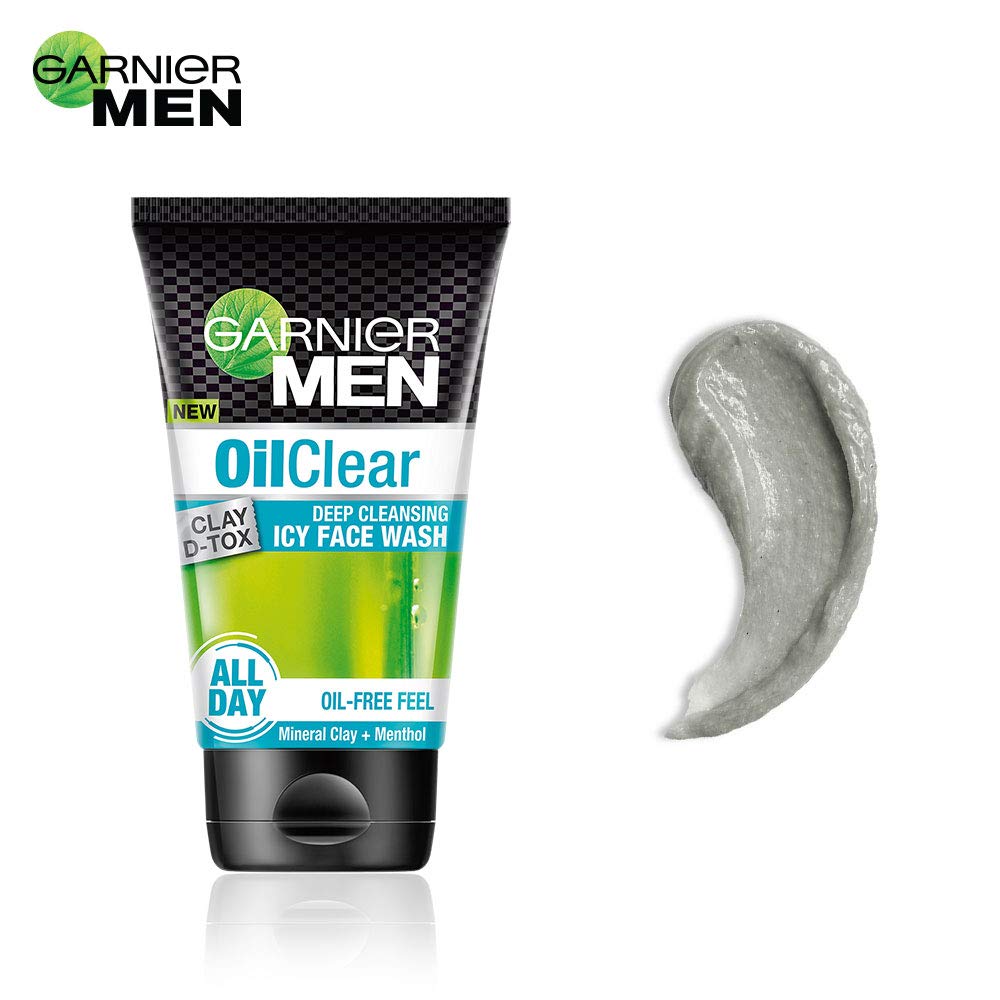 GARNIER
MEN
GARNIER
MEN
NEW
OilClear
CLAY
D-TOX
DEEP CLEANSING
ICY FACE WASH
ALL
DAY
OIL-FREE FEEL
Mineral Clay + Menthol